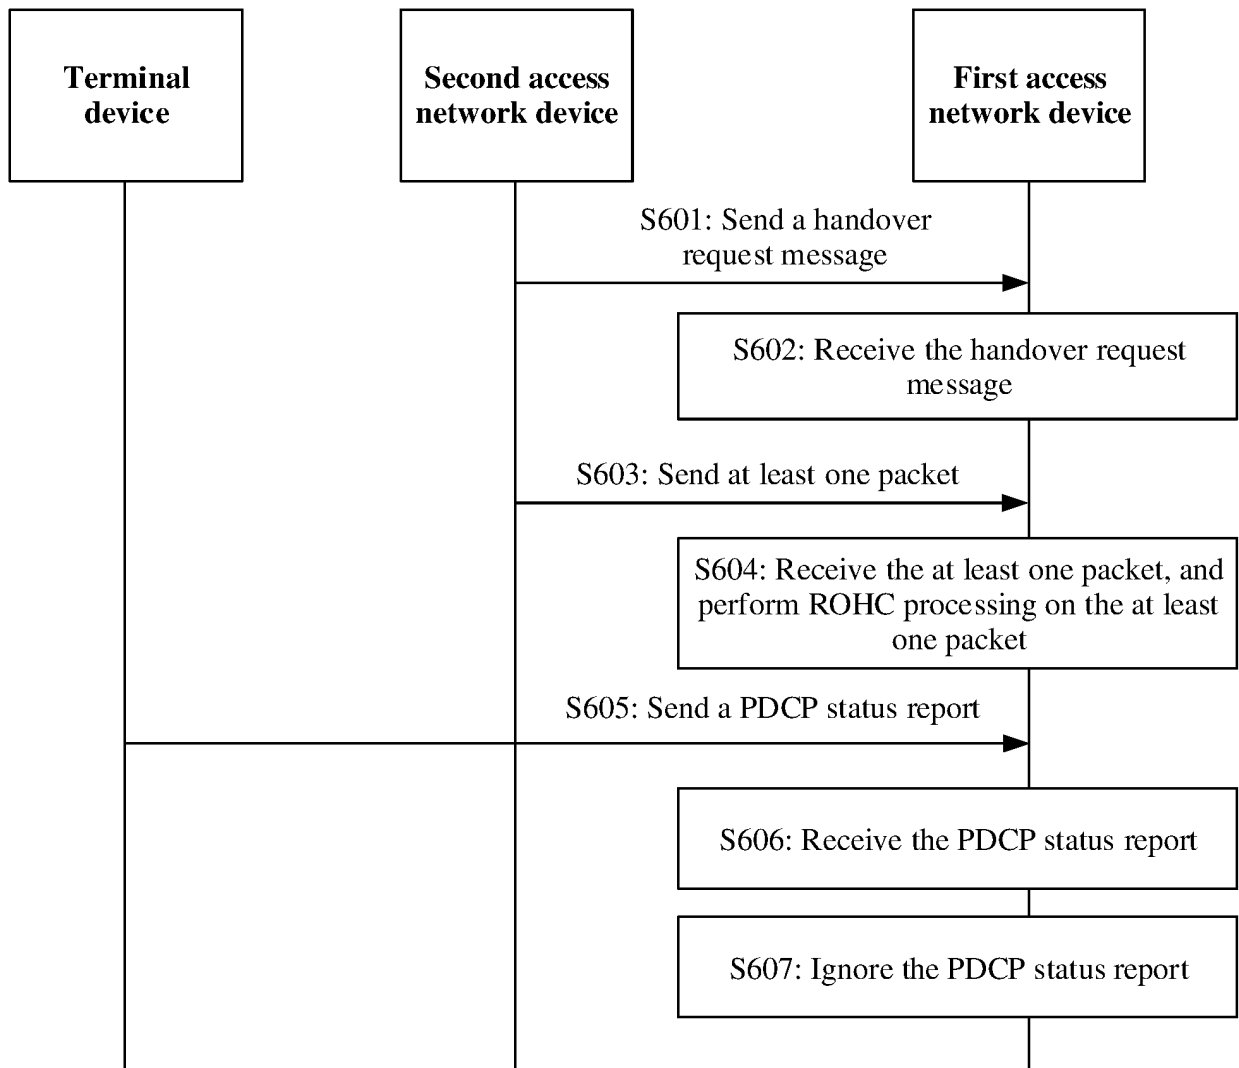 Terminal
device
Second access
network device
First access
network device
S601: Send a handover
request message
S602: Receive the handover request
message
S603: Send at least one packet
S604: Receive the at least one packet, and
perform ROHC processing on the at least
one packet
S605: Send a PDCP status report
S606: Receive the PDCP status report
S607: Ignore the PDCP status report